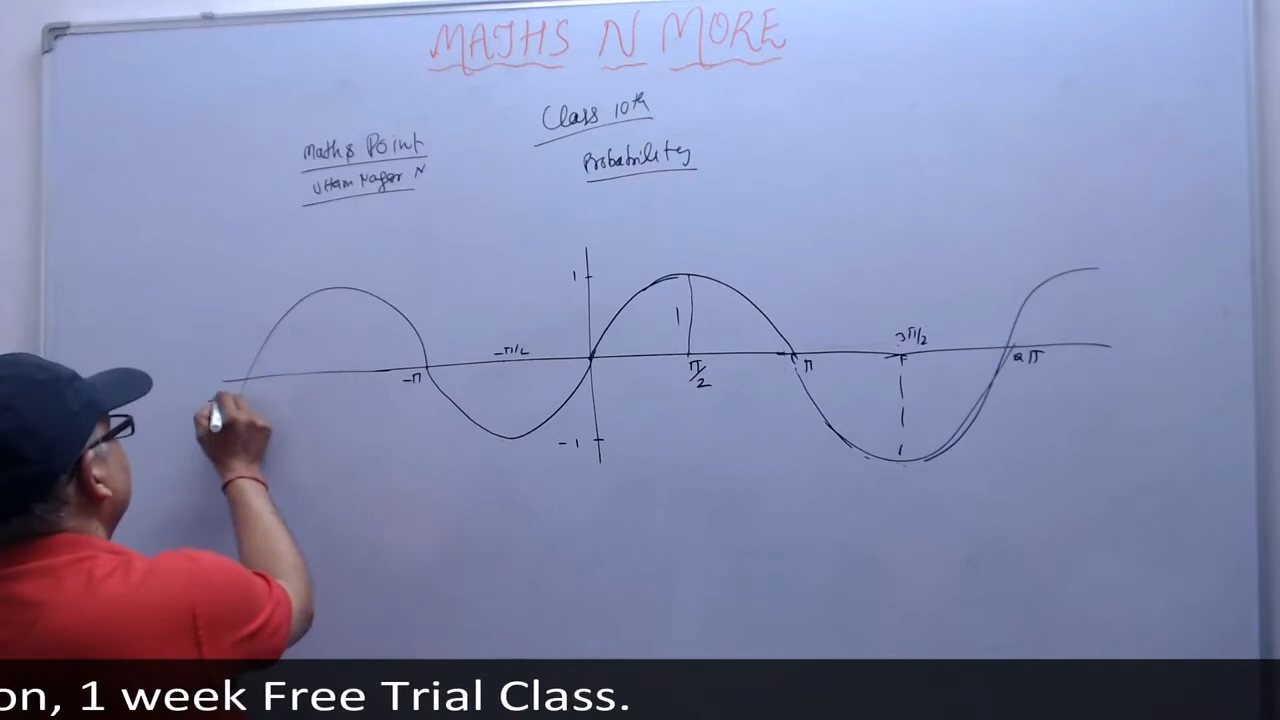 MATHS N MORE
Class 10th
Maths Point
Probability
Uttam Nagar N
1
1
3π/2
-π/2
-π
π/2
π
2π
-1
on, 1 week Free Trial Class.